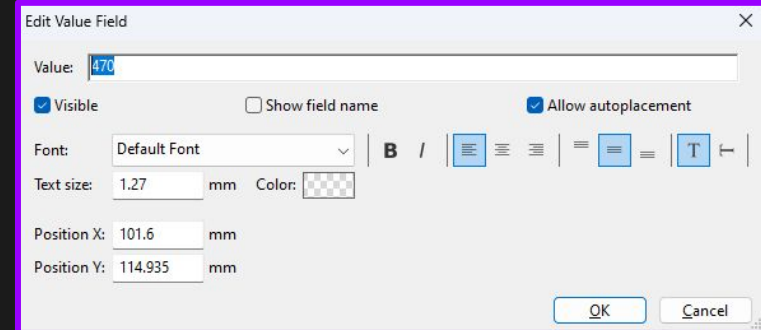 Edit Value Field
Value: 470
Visible Show field name Allow autoplacement
Font: Default Font B I T T
Text size: 1.27 mm Color:
Position X: 101.6 mm
Position Y: 114.935 mm
OK Cancel